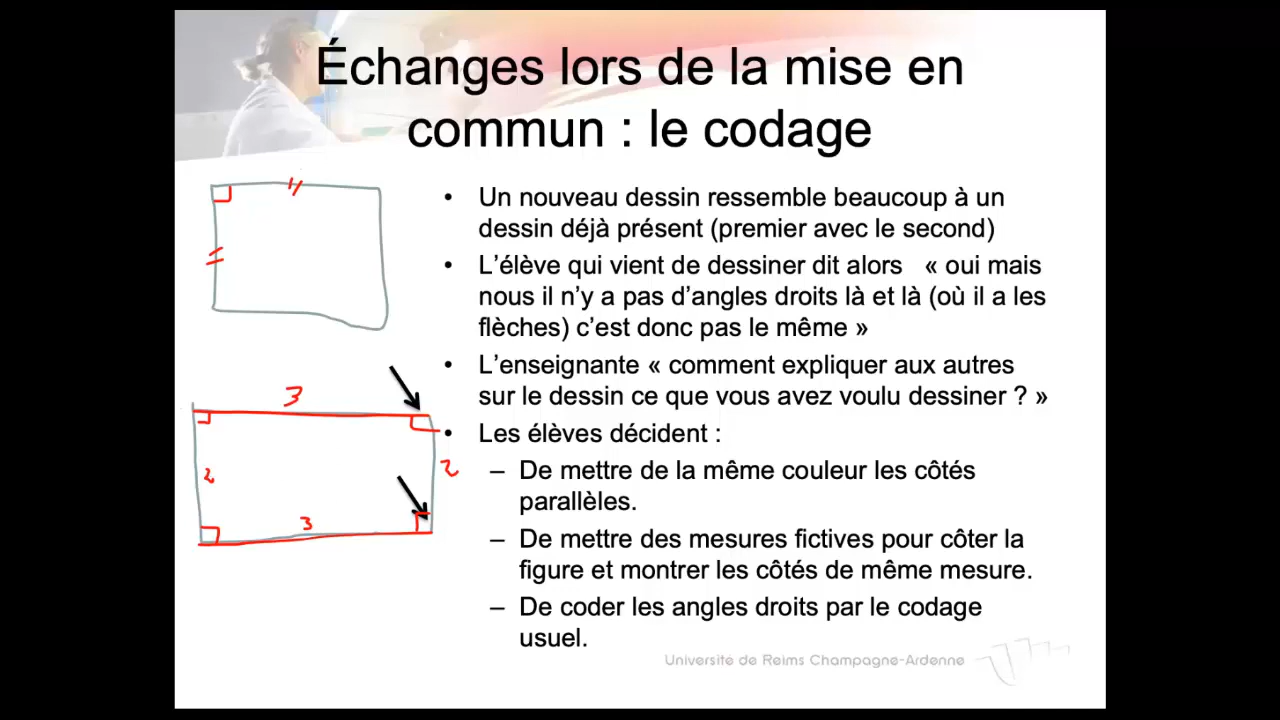 Échanges lors de la mise en
commun : le codage
• Un nouveau dessin ressemble beaucoup à un
dessin déjà présent (premier avec le second)
• L’élève qui vient de dessiner dit alors « oui mais
nous il n’y a pas d’angles droits là et là (où il a les
flèches) c’est donc pas le même »
• L’enseignante « comment expliquer aux autres
sur le dessin ce que vous avez voulu dessiner ? »
• Les élèves décident :
– De mettre de la même couleur les côtés
parallèles.
– De mettre des mesures fictives pour côter la
figure et montrer les côtés de même mesure.
– De coder les angles droits par le codage
usuel.
3
2
2
3
Université de Reims Champagne-Ardenne